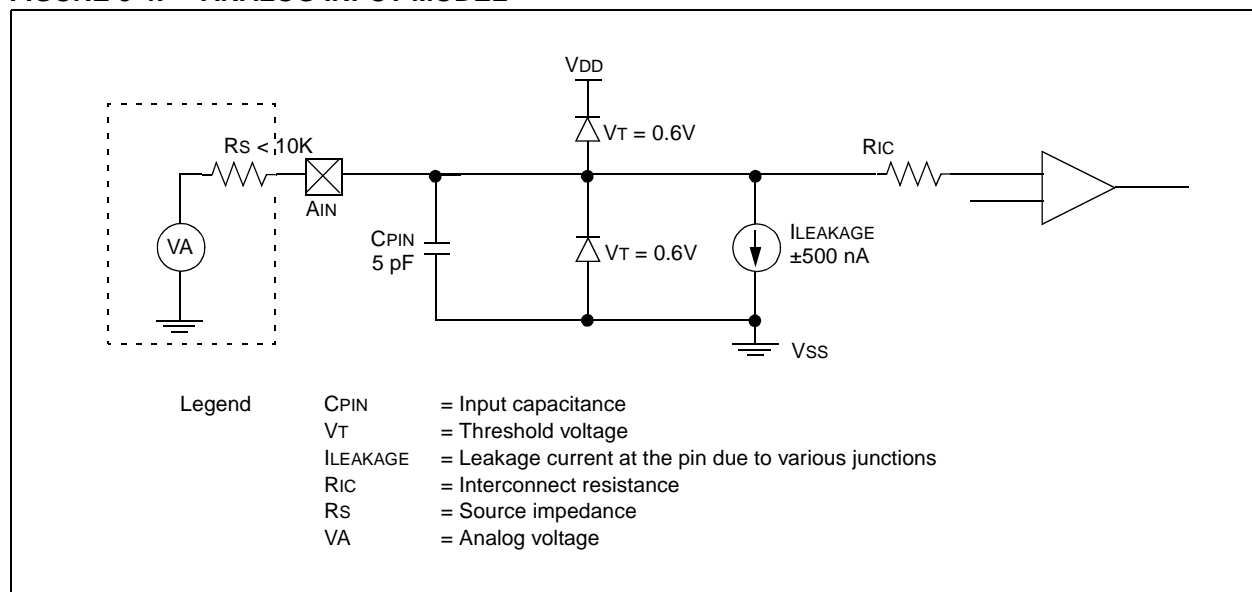 VDD
VT = 0.6V
RS < 10K
RIC
AIN
VA
CPIN
5 pF
VT = 0.6V
ILEAKAGE
±500 nA
VSS
Legend
CPIN = Input capacitance
VT = Threshold voltage
ILEAKAGE = Leakage current at the pin due to various junctions
RIC = Interconnect resistance
RS = Source impedance
VA = Analog voltage